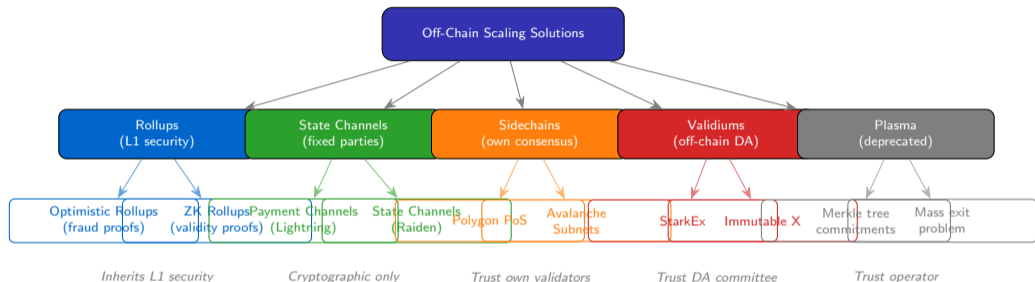 Off-Chain Scaling Solutions
Rollups
(L1 security)
State Channels
(fixed parties)
Sidechains
(own consensus)
Validiums
(off-chain DA)
Plasma
(deprecated)
Optimistic Rollups
(fraud proofs)
ZK Rollups
(validity proofs)
Payment Channels
(Lightning)
State Channels
(Raiden)
Polygon PoS
Avalanche
Subnets
StarkEx
Immutable X
Merkle tree
commitments
Mass exit
problem
Inherits L1 security
Cryptographic only
Trust own validators
Trust DA committee
Trust operator